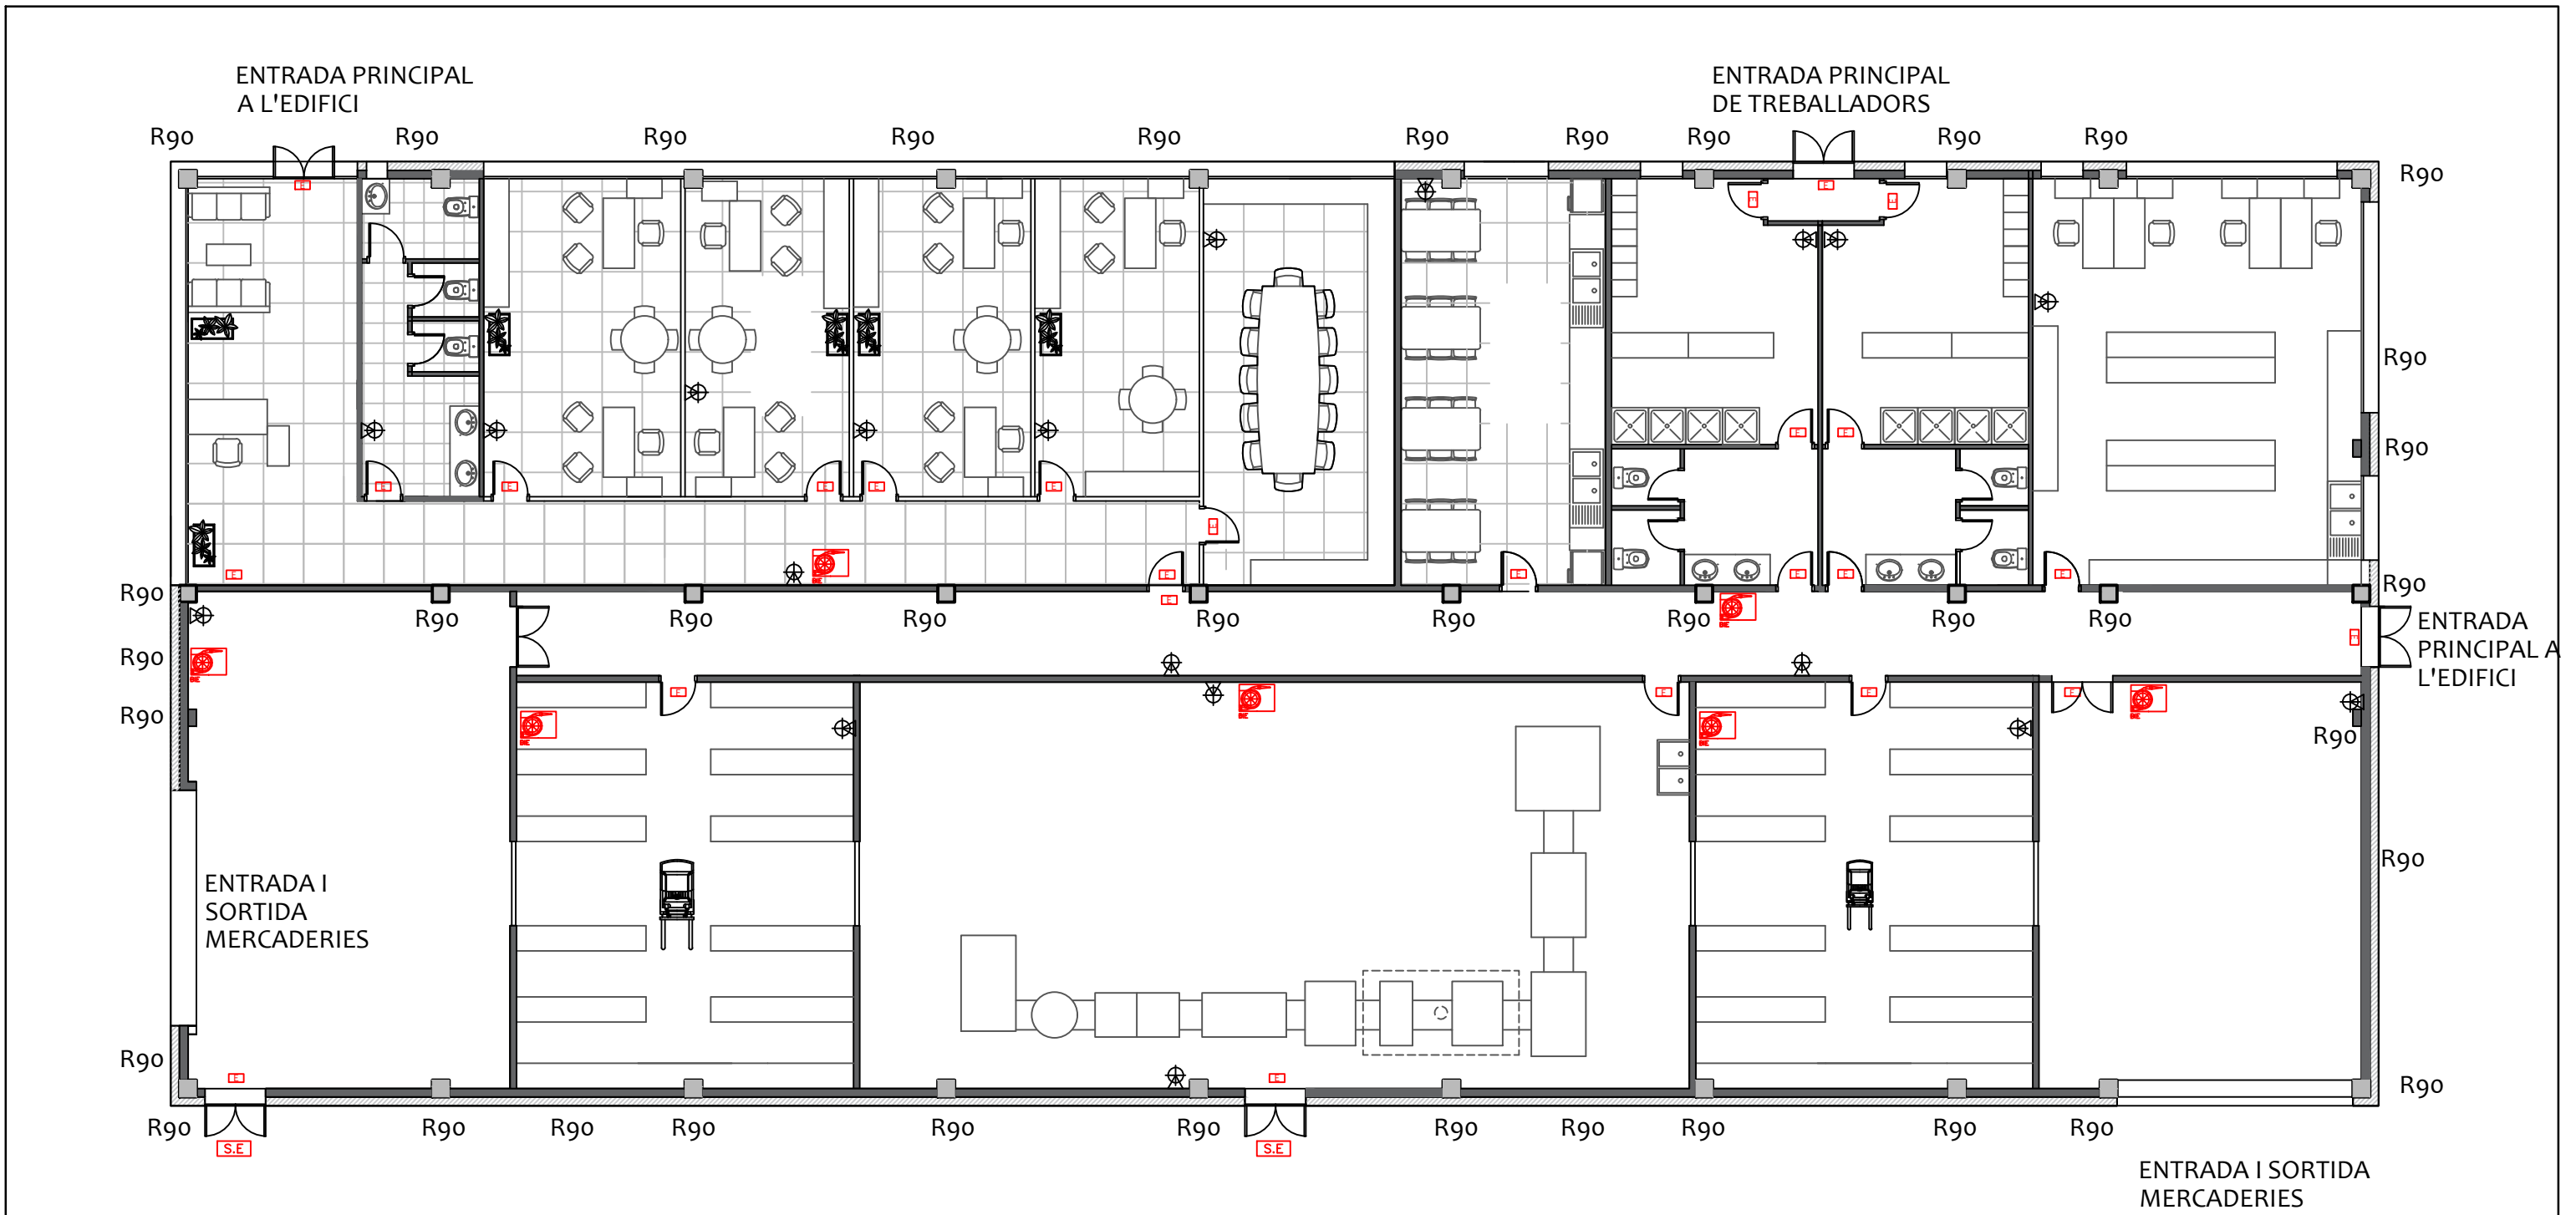 ENTRADA PRINCIPAL
A L'EDIFICI
ENTRADA PRINCIPAL
DE TREBALLADORS
R90 R90 R90 R90 R90 R90 R90 R90 R90 R90
R90
E
E
E E
R90
R90
E E
E E E E E
E
E E E E E E
R90 R90
E
R90 R90 R90 R90 R90 R90 R90 R90
ENTRADA
PRINCIPAL A
L'EDIFICI
E
R90
E E E E
R90
R90
R90
ENTRADA I
SORTIDA
MERCADERIES
R90
E E
R90
R90 R90 R90 R90 R90 R90 R90 R90 R90 R90 R90
S.E S.E
ENTRADA I SORTIDA
MERCADERIES